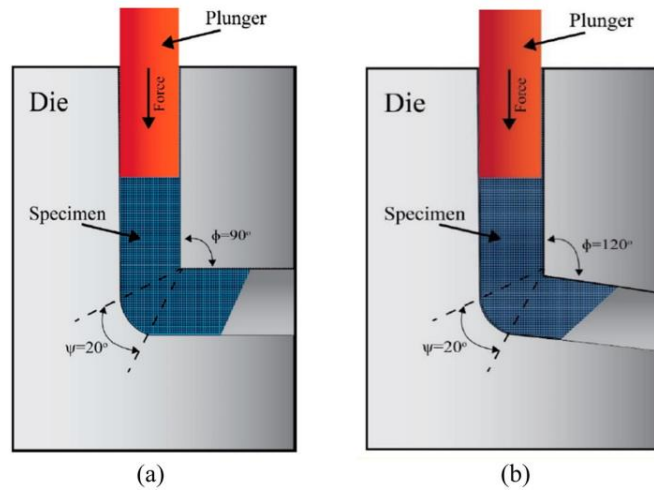 Plunger
Die
Force
Specimen
ϕ=90°
ψ=20°
(a)
Plunger
Die
Force
Specimen
ϕ=120°
ψ=20°
(b)